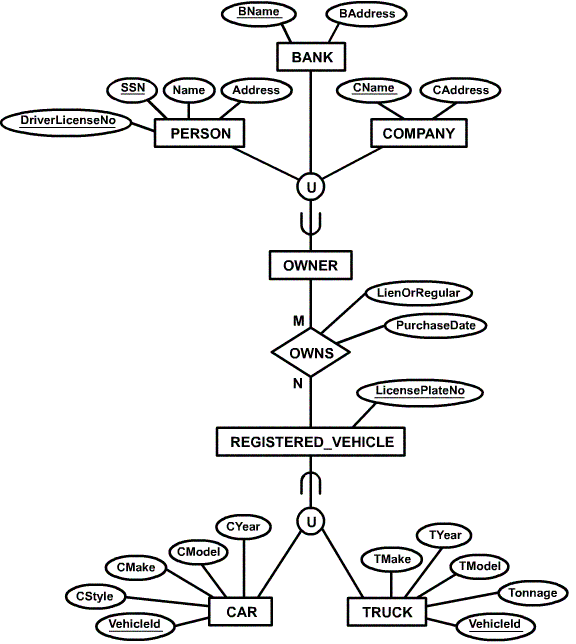 BName
BAddress
BANK
SSN
Name
Address
CName
CAddress
DriverLicenseNo
PERSON
COMPANY
U
OWNER
LienOrRegular
M
PurchaseDate
OWNS
N
LicensePlateNo
REGISTERED_VEHICLE
U
CYear
TYear
CModel
TMake
CMake
TModel
CStyle
Tonnage
CAR
TRUCK
VehicleId
VehicleId